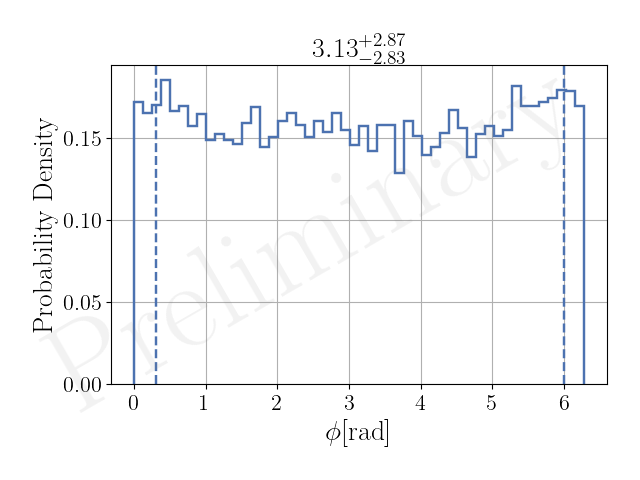 3.13^{+2.87}_{-2.83}
Probability Density
0.15
0.10
0.05
0.00
0 1 2 3 4 5 6
ϕ[rad]
Preliminary